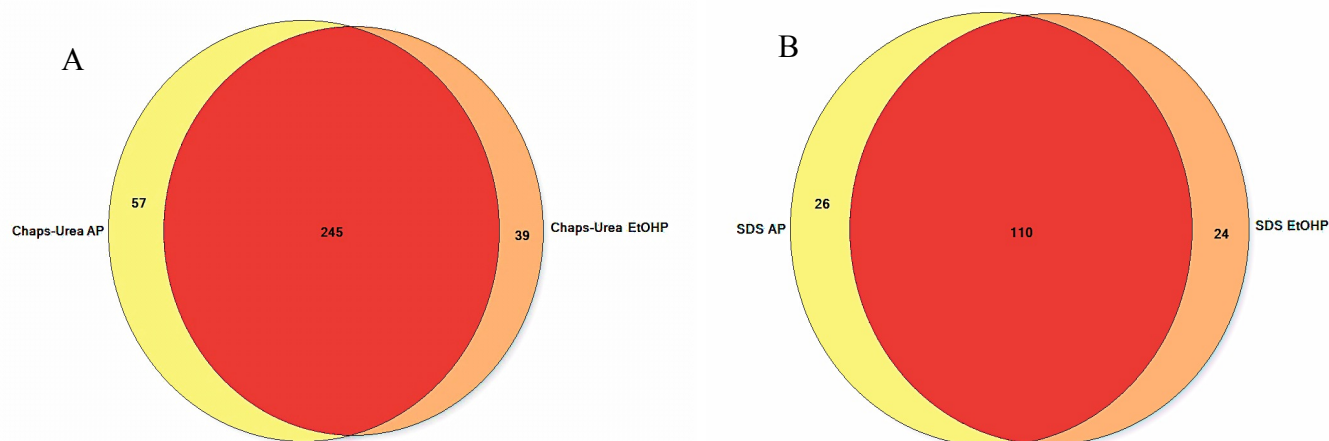 A
57
Chaps-Urea AP
245
39
Chaps-Urea EtOHP
B
26
SDS AP
110
24
SDS EtOHP